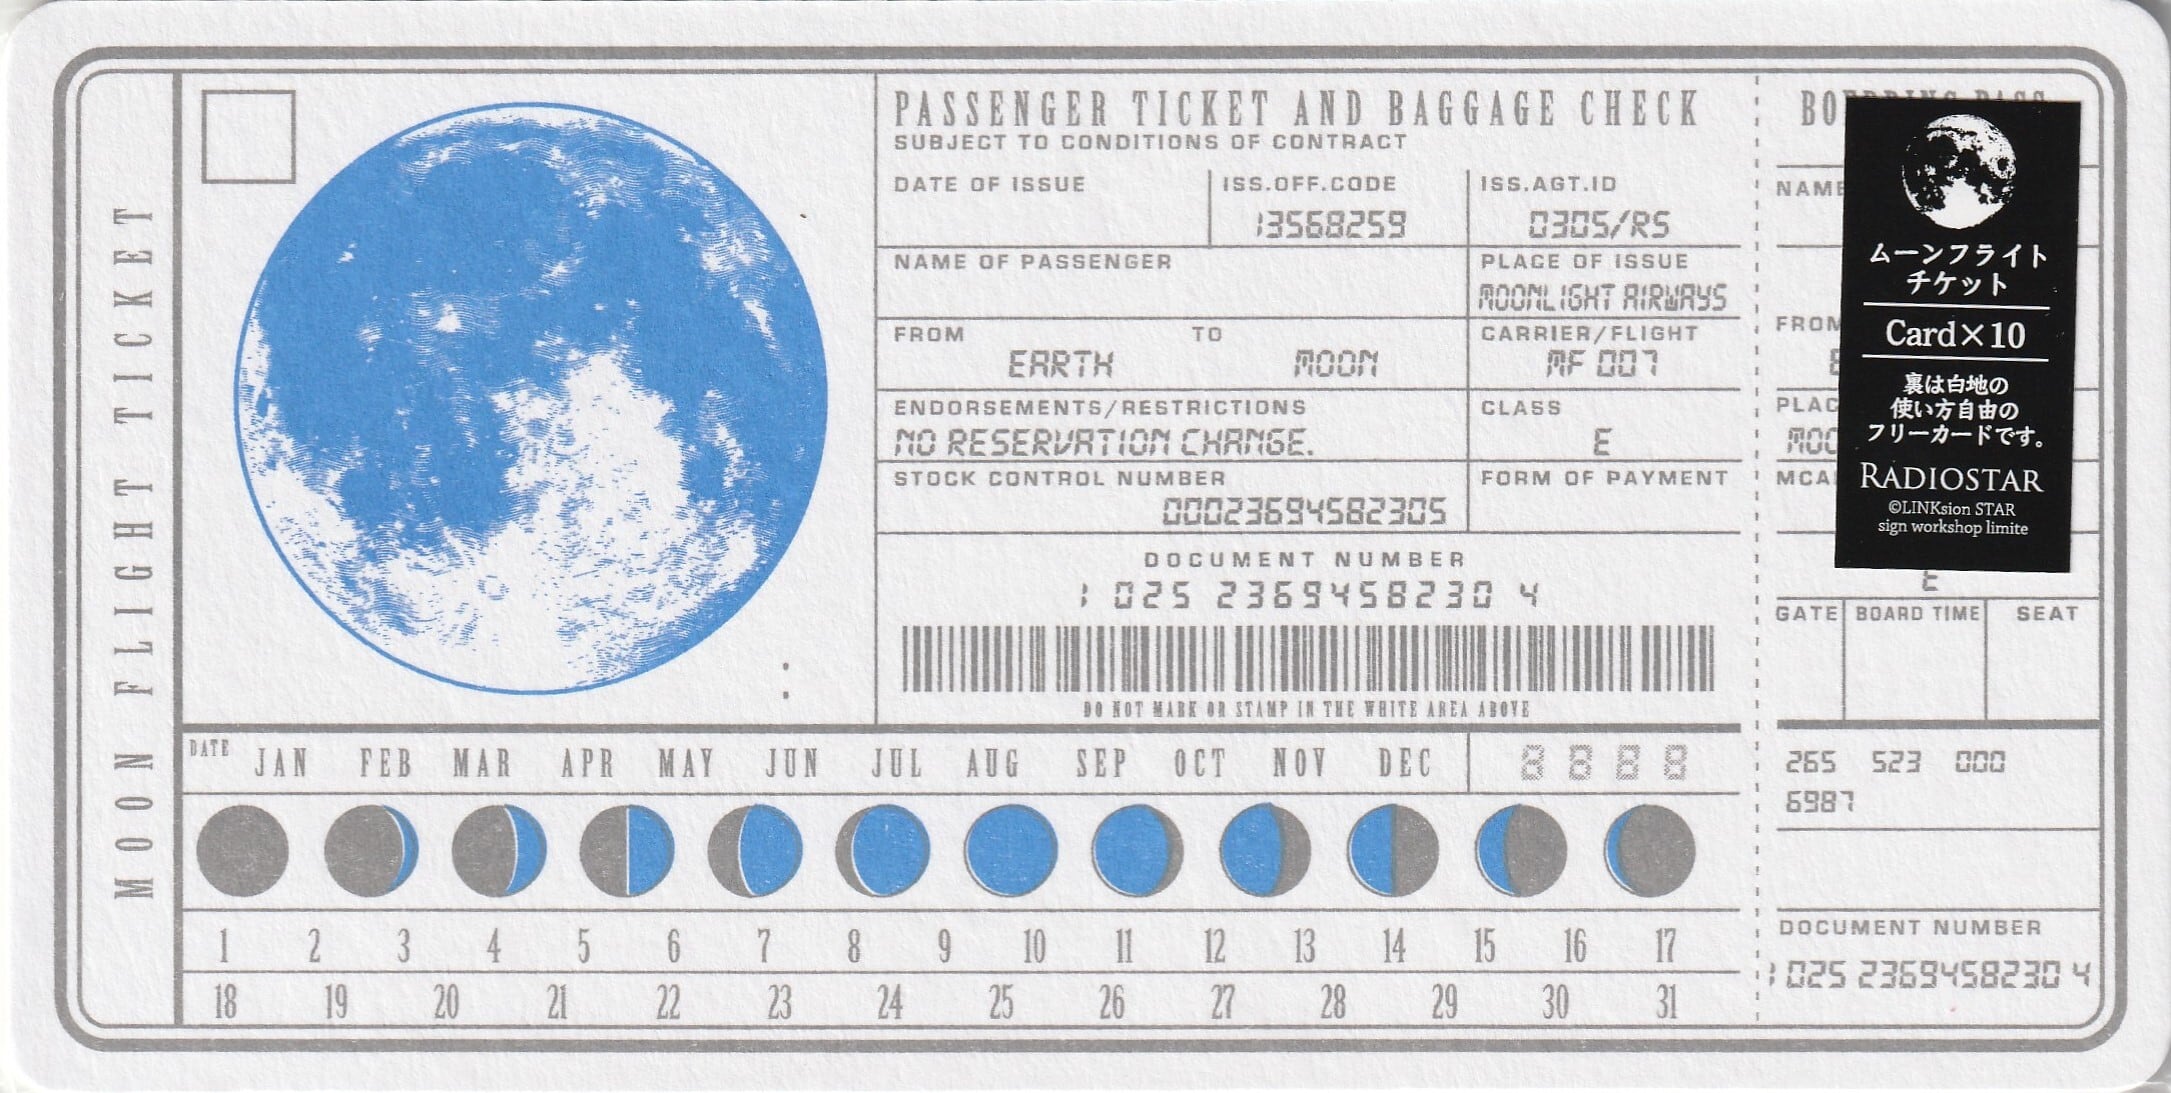 MOON FLIGHT TICKET
PASSENGER TICKET AND BAGGAGE CHECK
SUBJECT TO CONDITIONS OF CONTRACT
DATE OF ISSUE
ISS.OFF.CODE
13568259
ISS.AGT.ID
0305/RS
NAME OF PASSENGER
PLACE OF ISSUE
MOONLIGHT AIRWAYS
FROM
EARTH
TO
MOON
CARRIER/FLIGHT
MF 007
ENDORSEMENTS/RESTRICTIONS
NO RESERVATION CHANGE.
CLASS
E
STOCK CONTROL NUMBER
00023694582305
FORM OF PAYMENT
DOCUMENT NUMBER
1 025 2369458230 4
DO NOT MARK OR STAMP IN THE WHITE AREA ABOVE
DATE JAN FEB MAR APR MAY JUN JUL AUG SEP OCT NOV DEC 8 8 8 8
1 2 3 4 5 6 7 8 9 10 11 12 13 14 15 16 17
18 19 20 21 22 23 24 25 26 27 28 29 30 31
NAME
FROM
ムーンフライト
チケット
Card×10
裏は白地の
使い方自由の
フリーカードです。
RADIOSTAR
©LINKsion STAR
sign workshop limite
E
GATE BOARD TIME SEAT
265 523 000
6987
DOCUMENT NUMBER
1 025 2369458230 4